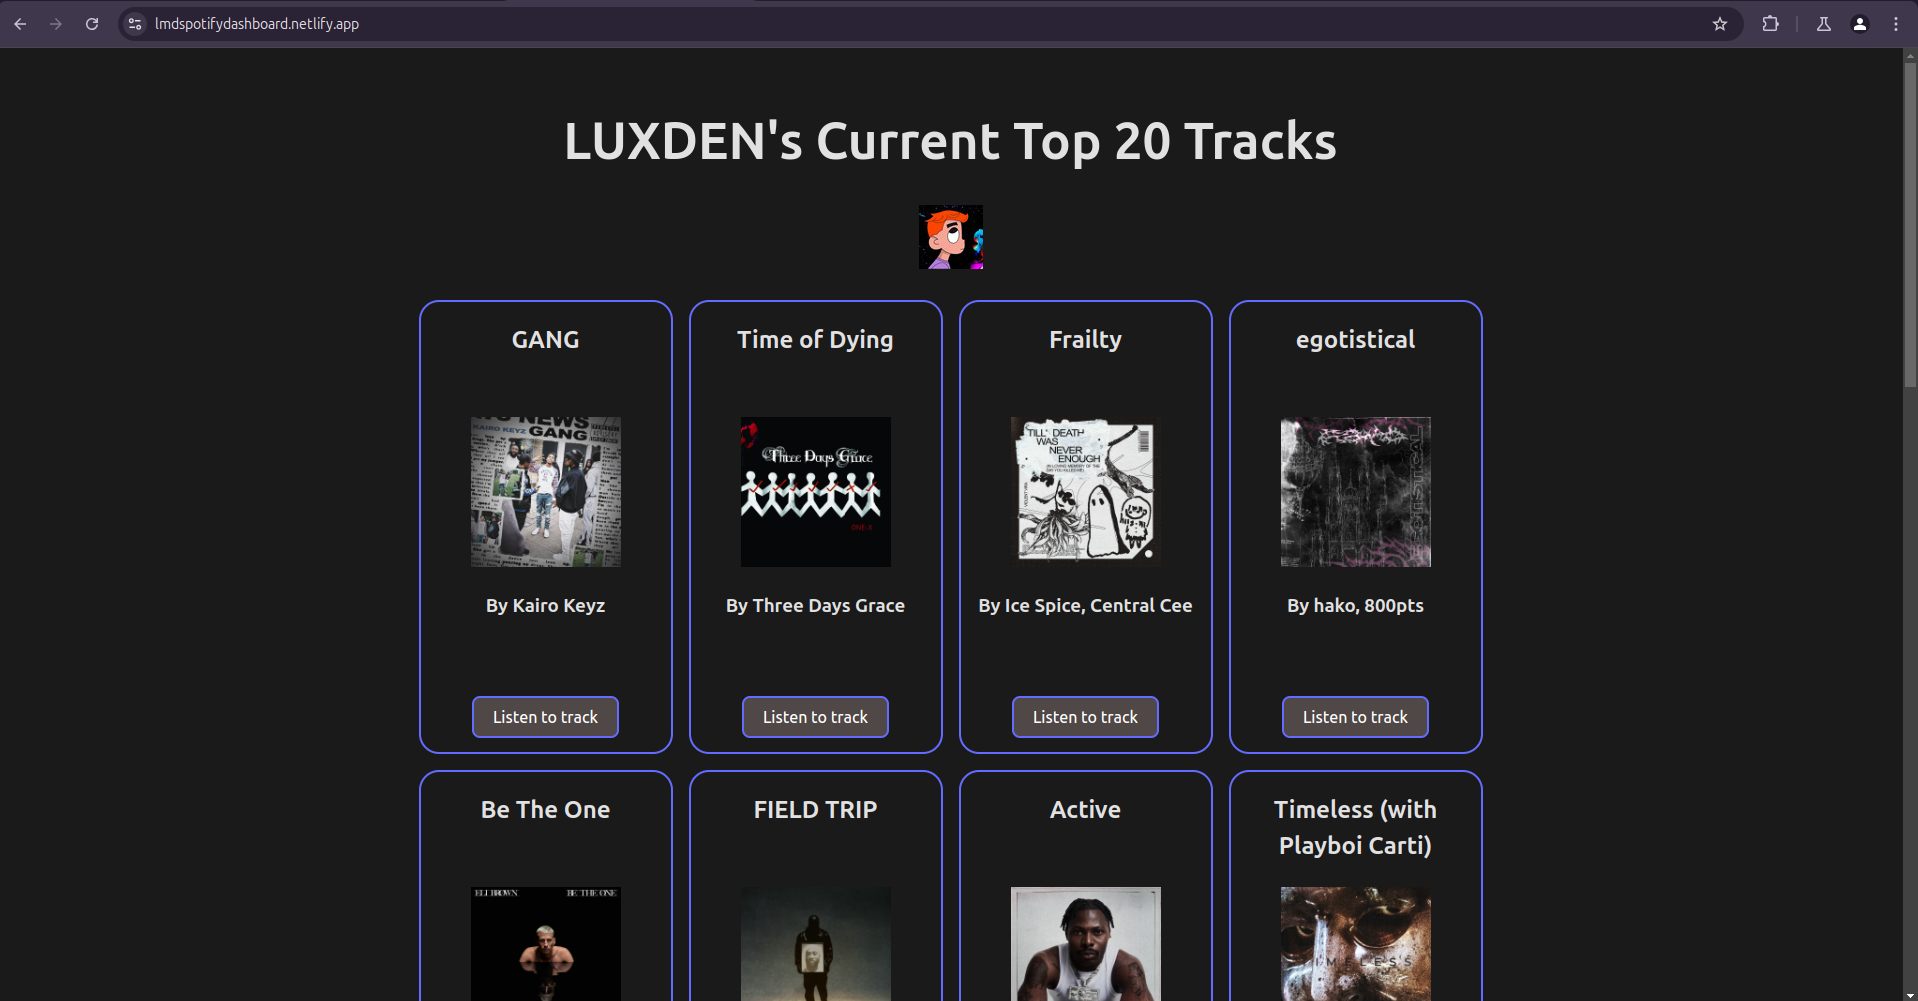 lmdspotifydashboard.netlify.app
LUXDEN's Current Top 20 Tracks
GANG
Time of Dying
Frailty
egotistical
NEWS
KAIRO KEYZ
GANG
Three Days Grace
ONE-X
TILL' DEATH
WAS
NEVER
ENOUGH
By Kairo Keyz
By Three Days Grace
By Ice Spice, Central Cee
By hako, 800pts
Listen to track
Listen to track
Listen to track
Listen to track
Be The One
FIELD TRIP
Active
Timeless (with
Playboi Carti)
ELI BROWN
BE THE ONE
TIMELESS